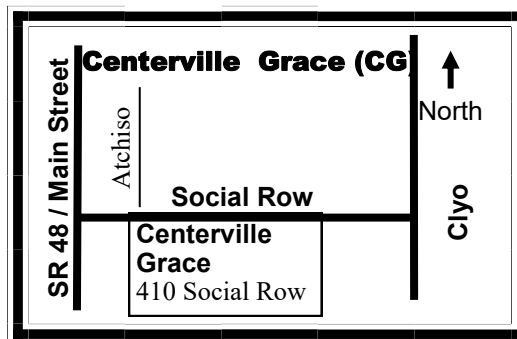 Centerville Grace (CG)
North
SR 48 / Main Street
Atchiso
Social Row
Clyo
Centerville
Grace
410 Social Row